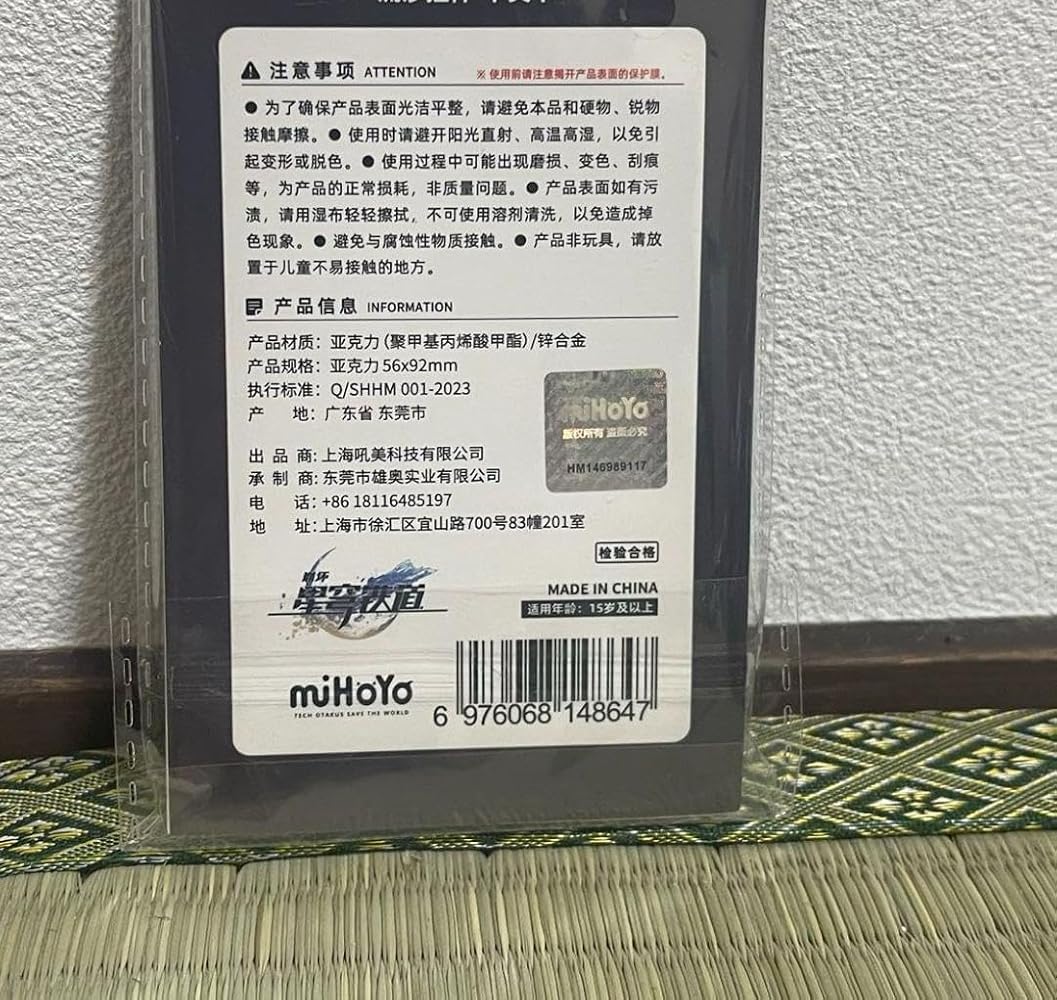 注意事项 ATTENTION ※ 使用前请注意揭开产品表面的保护膜。
● 为了确保产品表面光洁平整，请避免本品和硬物、锐物
接触摩擦。● 使用时请避开阳光直射、高温高湿，以免引
起变形或脱色。● 使用过程中可能出现磨损、变色、刮痕
等，为产品的正常损耗，非质量问题。● 产品表面如有污
渍，请用湿布轻轻擦拭，不可使用溶剂清洗，以免造成掉
色现象。● 避免与腐蚀性物质接触。● 产品非玩具，请放
置于儿童不易接触的地方。
产品信息 INFORMATION
产品材质：亚克力（聚甲基丙烯酸甲酯）/锌合金
产品规格：亚克力 56x92mm
执行标准：Q/SHHM 001-2023
产 地：广东省 东莞市
miHoYo
版权所有 盗版必究
HM146989117
出 品 商：上海吼美科技有限公司
承 制 商：东莞市雄奥实业有限公司
电 话：+86 18116485197
地 址：上海市徐汇区宜山路700号83幢201室
检验合格
崩坏
星穹铁道
MADE IN CHINA
适用年龄：15岁及以上
miHoYo
TECH OTAKUS SAVE THE WORLD
6 976068 148647